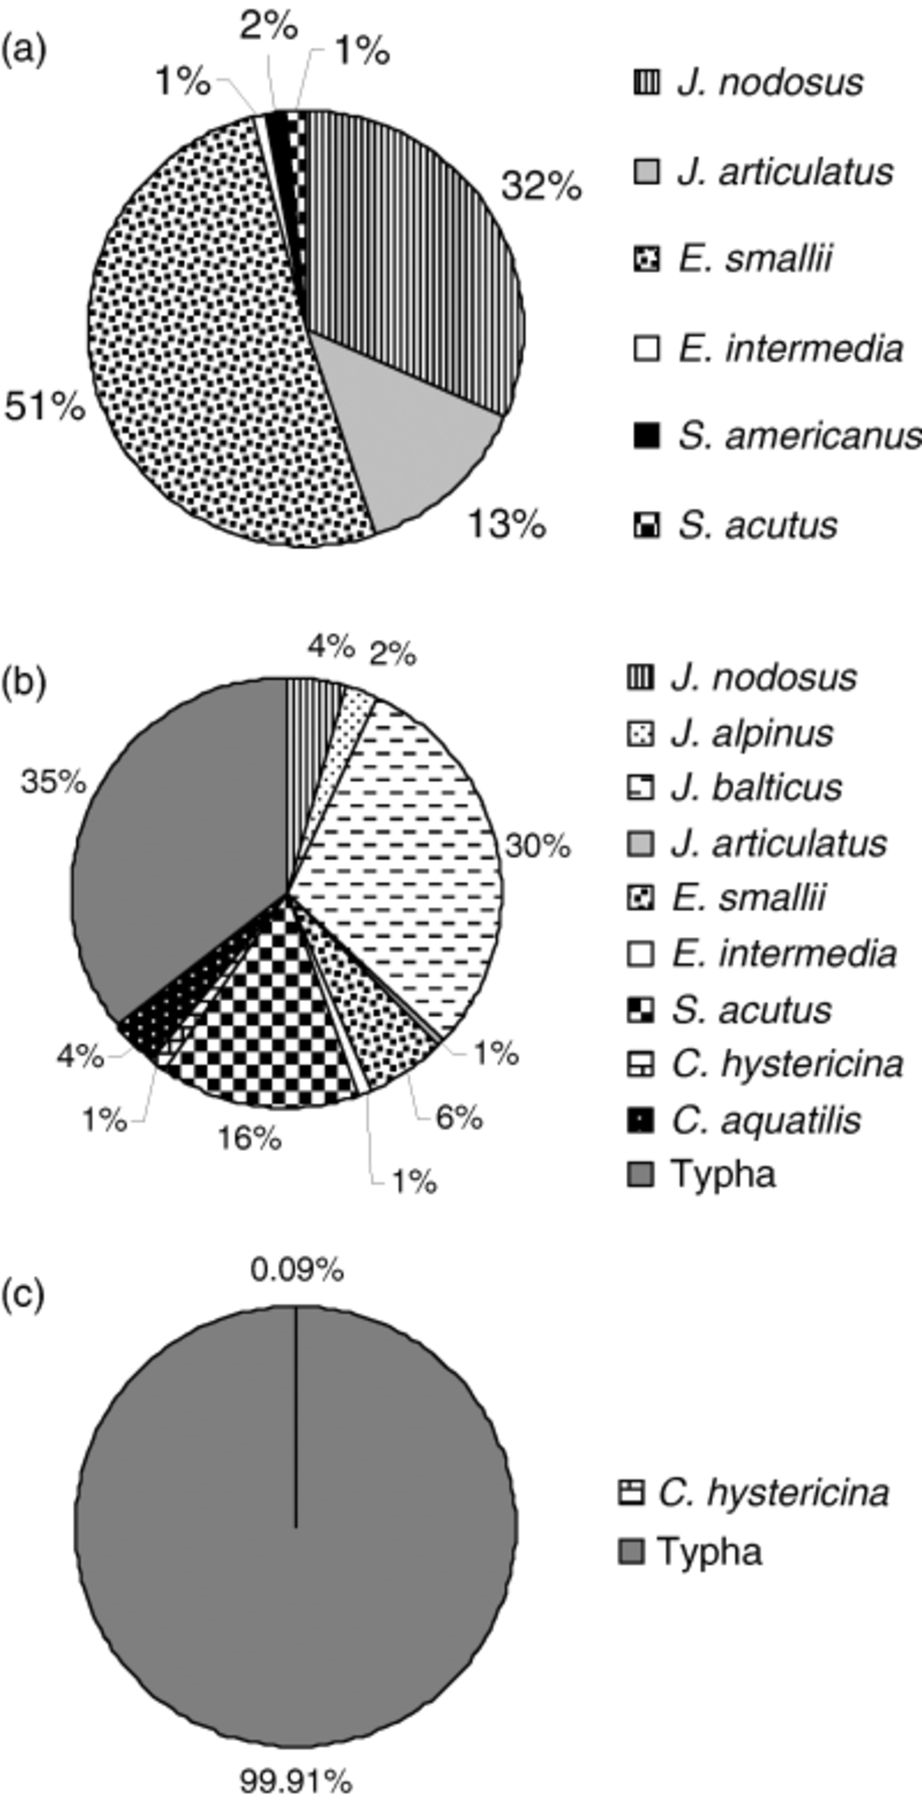 (a)
2%
1%
1%
32%
51%
13%
J. nodosus
J. articulatus
E. smallii
E. intermedia
S. americanus
S. acutus
(b)
4%
2%
35%
30%
1%
4%
6%
1%
16%
1%
J. nodosus
J. alpinus
J. balticus
J. articulatus
E. smallii
E. intermedia
S. acutus
C. hystericina
C. aquatilis
Typha
(c)
0.09%
99.91%
C. hystericina
Typha